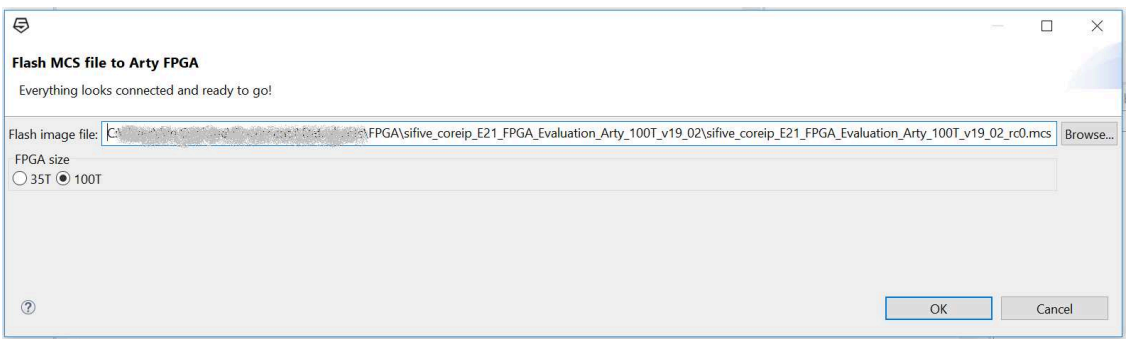 Flash MCS file to Arty FPGA
Everything looks connected and ready to go!
Flash image file: C:\ \FPGA\sifive_coreip_E21_FPGA_Evaluation_Arty_100T_v19_02\sifive_coreip_E21_FPGA_Evaluation_Arty_100T_v19_02_rc0.mcs Browse...
FPGA size
35T 100T
OK Cancel